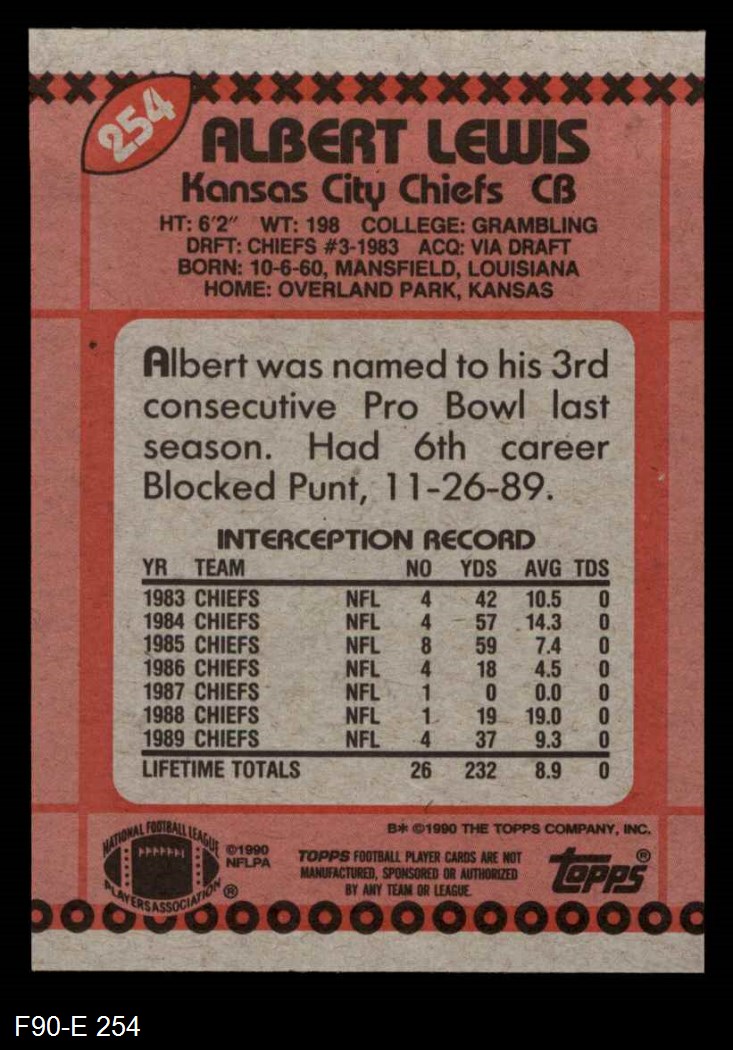 254
ALBERT LEWIS
Kansas City Chiefs CB
HT: 6'2" WT: 198 COLLEGE: GRAMBLING
DRFT: CHIEFS #3-1983 ACQ: VIA DRAFT
BORN: 10-6-60, MANSFIELD, LOUISIANA
HOME: OVERLAND PARK, KANSAS
Albert was named to his 3rd
consecutive Pro Bowl last
season. Had 6th career
Blocked Punt, 11-26-89.
INTERCEPTION RECORD
YR TEAM NO YDS AVG TDS
1983 CHIEFS NFL 4 42 10.5 0
1984 CHIEFS NFL 4 57 14.3 0
1985 CHIEFS NFL 8 59 7.4 0
1986 CHIEFS NFL 4 18 4.5 0
1987 CHIEFS NFL 1 0 0.0 0
1988 CHIEFS NFL 1 19 19.0 0
1989 CHIEFS NFL 4 37 9.3 0
LIFETIME TOTALS 26 232 8.9 0
B* ©1990 THE TOPPS COMPANY, INC.
NATIONAL FOOTBALL LEAGUE
PLAYERS ASSOCIATION ®
©1990
NFLPA
TOPPS FOOTBALL PLAYER CARDS ARE NOT
MANUFACTURED, SPONSORED OR AUTHORIZED
BY ANY TEAM OR LEAGUE.
Topps®
F90-E 254